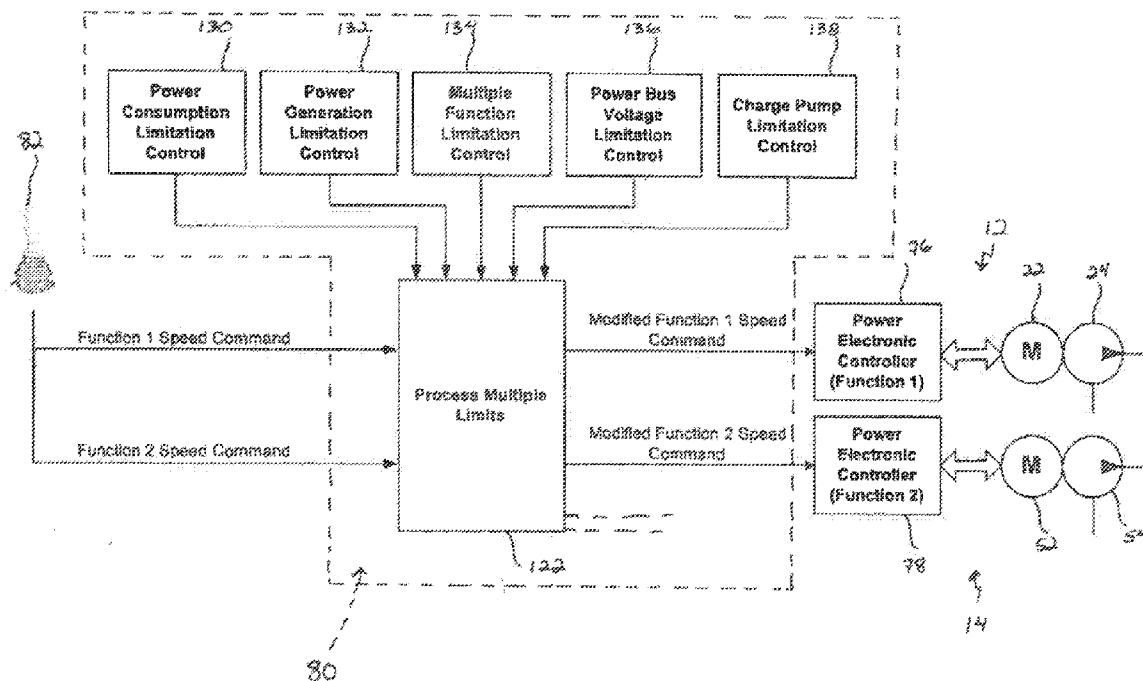 130
132
134
136
138
Power
Consumption
Limitation
Control
Power
Generation
Limitation
Control
Multiple
Function
Limitation
Control
Power Bus
Voltage
Limitation
Control
Charge Pump
Limitation
Control
82
12
76
22
24
Function 1 Speed Command
Modified Function 1 Speed
Command
Power
Electronic
Controller
(Function 1)
M
Process Multiple
Limits
Function 2 Speed Command
Modified Function 2 Speed
Command
Power
Electronic
Controller
(Function 2)
M
122
78
52
14
80